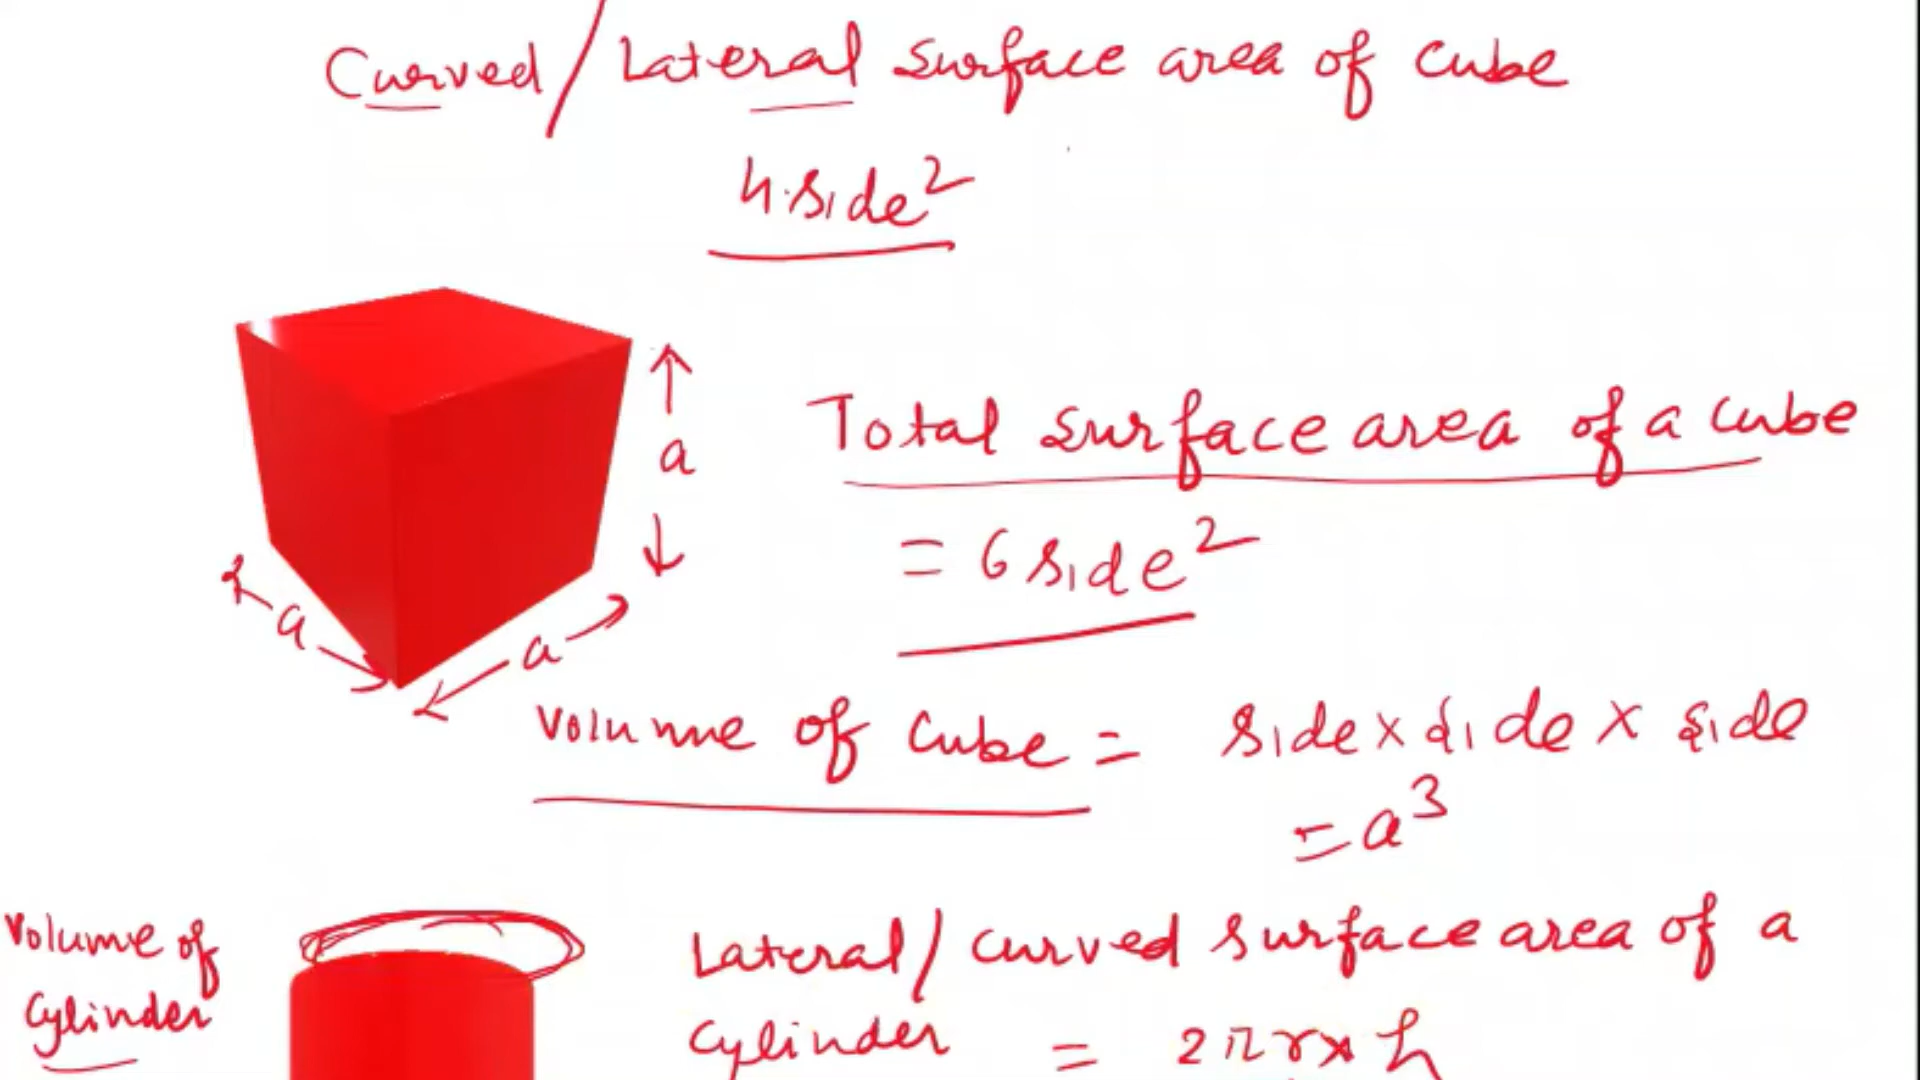 Curved/Lateral surface area of cube
4·side²
a
Total surface area of a cube
= 6 side²
a
a
Volume of cube = side x side x side
= a³
Volume of
cylinder
Lateral/curved surface area of a
cylinder = 2πr x h